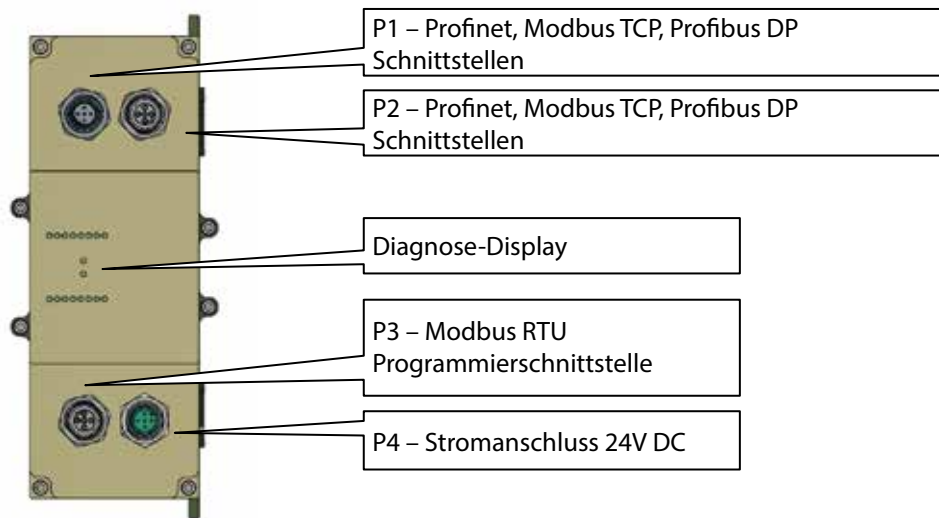 P1 – Profinet, Modbus TCP, Profibus DP
Schnittstellen
P2 – Profinet, Modbus TCP, Profibus DP
Schnittstellen
Diagnose-Display
P3 – Modbus RTU
Programmierschnittstelle
P4 – Stromanschluss 24V DC